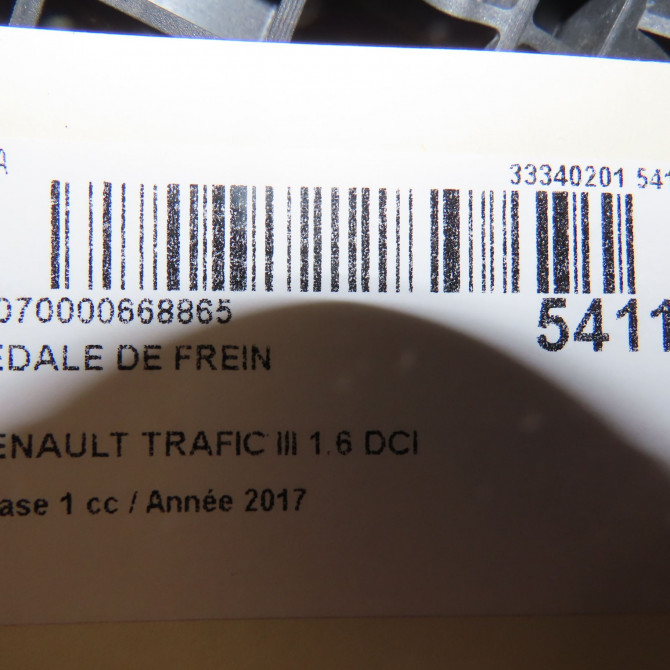 33340201 541
070000668865
5411
EDALE DE FREIN
ENAULT TRAFIC III 1.6 DCI
ase 1 cc / Année 2017